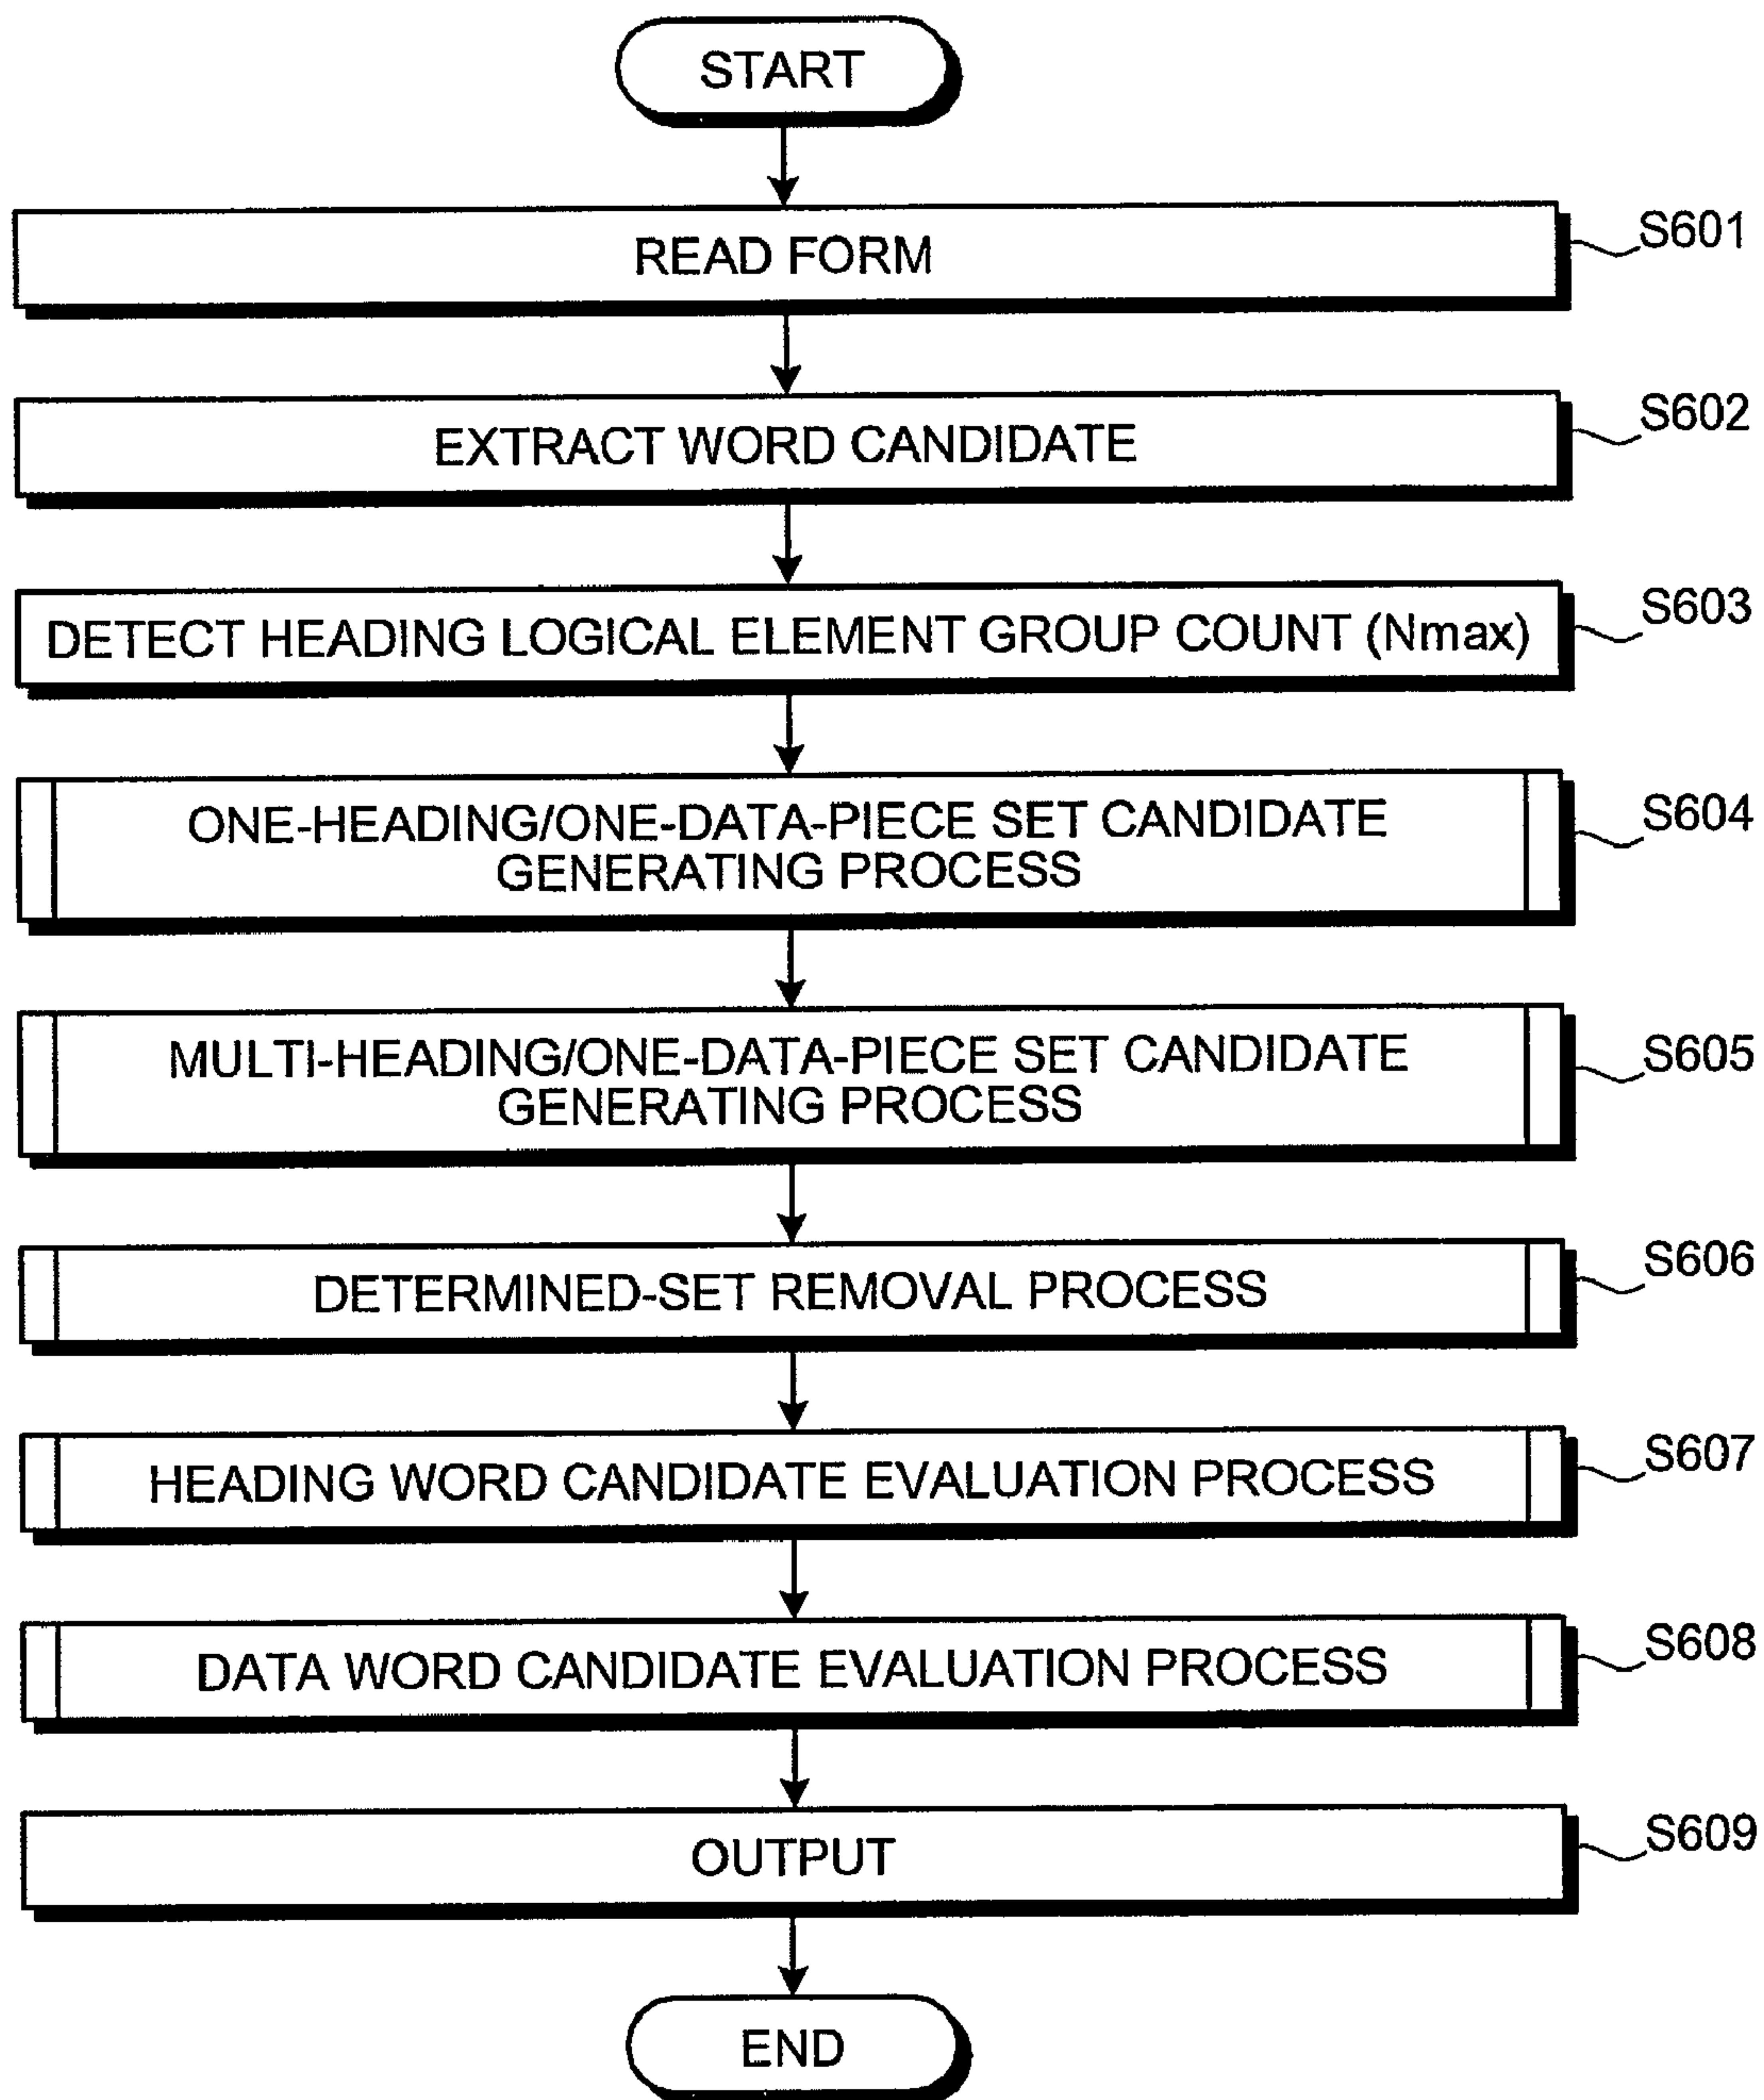 START
READ FORM
S601
EXTRACT WORD CANDIDATE
S602
DETECT HEADING LOGICAL ELEMENT GROUP COUNT (Nmax)
S603
ONE-HEADING/ONE-DATA-PIECE SET CANDIDATE
GENERATING PROCESS
S604
MULTI-HEADING/ONE-DATA-PIECE SET CANDIDATE
GENERATING PROCESS
S605
DETERMINED-SET REMOVAL PROCESS
S606
HEADING WORD CANDIDATE EVALUATION PROCESS
S607
DATA WORD CANDIDATE EVALUATION PROCESS
S608
OUTPUT
S609
END